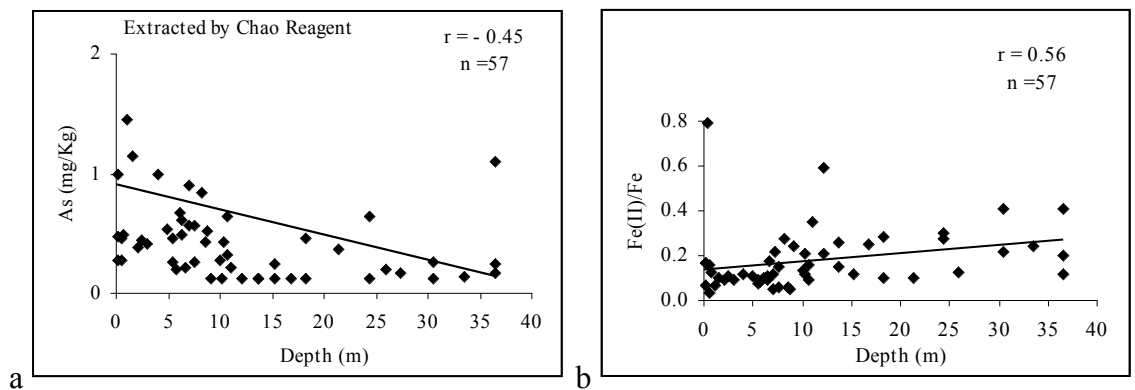 Extracted by Chao Reagent
r = - 0.45
n =57
2
1
0
As (mg/Kg)
0 5 10 15 20 25 30 35 40
Depth (m)
a
r = 0.56
n =57
0.8
0.6
0.4
0.2
0.0
Fe(II)/Fe
0 5 10 15 20 25 30 35 40
Depth (m)
b